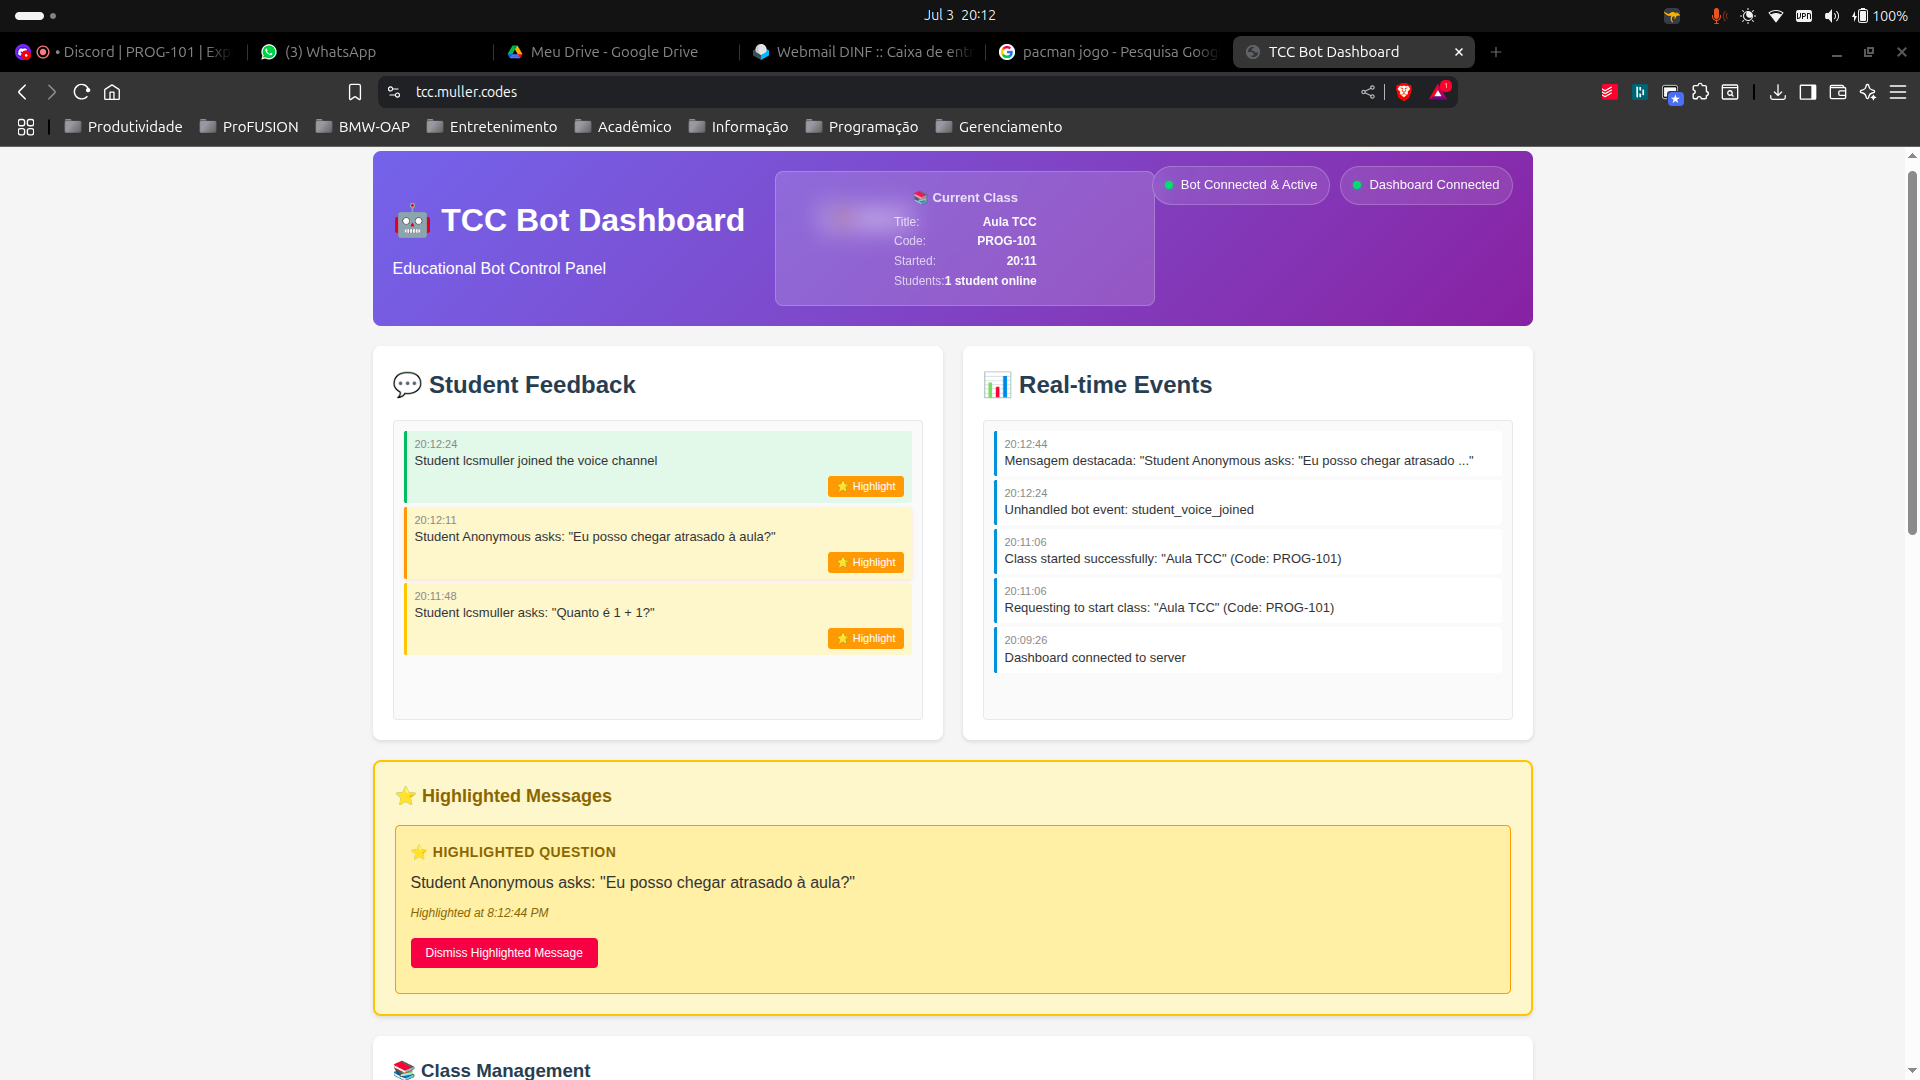 Jul 3 20:12
VPN
100%
• Discord | PROG-101 | Exp
(3) WhatsApp
Meu Drive - Google Drive
Webmail DINF :: Caixa de entr
pacman jogo - Pesquisa Goog
TCC Bot Dashboard
tcc.muller.codes
1
Produtividade
ProFUSION
BMW-OAP
Entretenimento
Acadêmico
Informação
Programação
Gerenciamento
TCC Bot Dashboard
Educational Bot Control Panel
Current Class
Title: Aula TCC
Code: PROG-101
Started: 20:11
Students: 1 student online
Bot Connected & Active
Dashboard Connected
Student Feedback
20:12:24
Student lcsmuller joined the voice channel
Highlight
20:12:11
Student Anonymous asks: "Eu posso chegar atrasado à aula?"
Highlight
20:11:48
Student lcsmuller asks: "Quanto é 1 + 1?"
Highlight
Real-time Events
20:12:44
Mensagem destacada: "Student Anonymous asks: "Eu posso chegar atrasado ..."
20:12:24
Unhandled bot event: student_voice_joined
20:11:06
Class started successfully: "Aula TCC" (Code: PROG-101)
20:11:06
Requesting to start class: "Aula TCC" (Code: PROG-101)
20:09:26
Dashboard connected to server
Highlighted Messages
HIGHLIGHTED QUESTION
Student Anonymous asks: "Eu posso chegar atrasado à aula?"
Highlighted at 8:12:44 PM
Dismiss Highlighted Message
Class Management